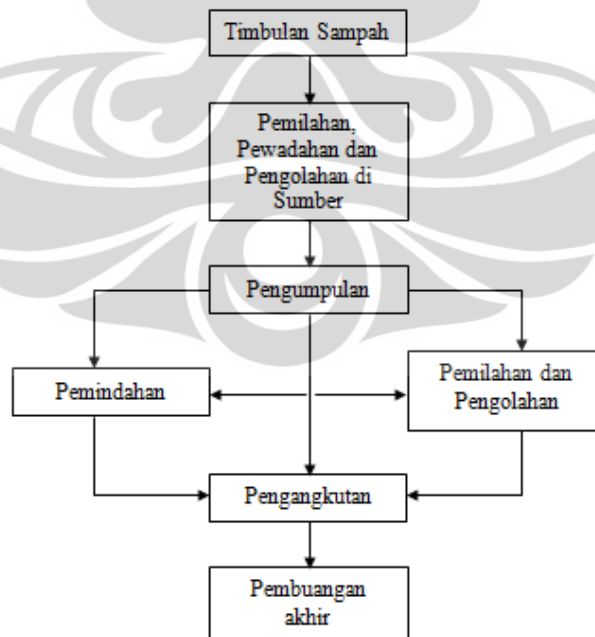 Timbulan Sampah
Pemilahan,
Pewadahan dan
Pengolahan di
Sumber
Pengumpulan
Pemindahan
Pemilahan dan
Pengolahan
Pengangkutan
Pembuangan
akhir